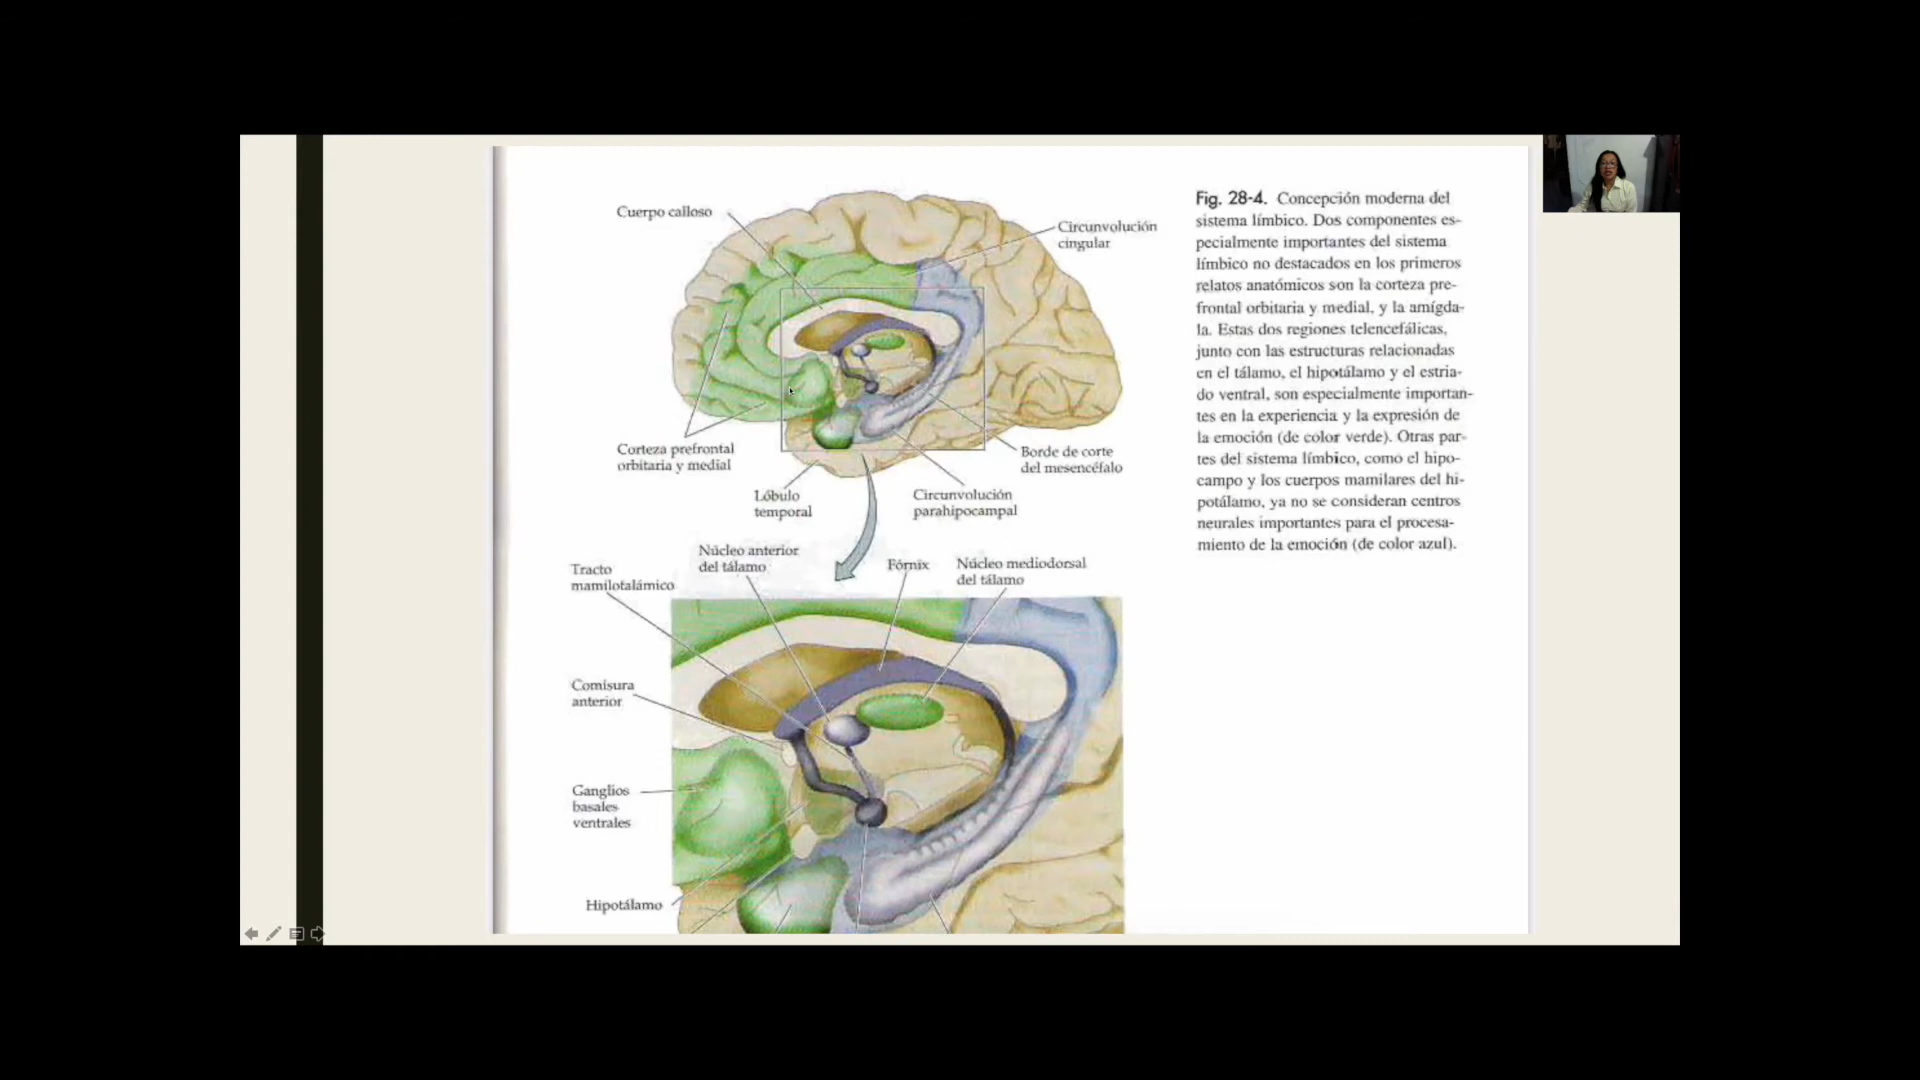 Cuerpo calloso
Circunvolución
cingular
Corteza prefrontal
orbitaria y medial
Lóbulo
temporal
Circunvolución
parahipocampal
Borde de corte
del mesencéfalo
Tracto
mamilotalámico
Núcleo anterior
del tálamo
Fórnix
Núcleo mediodorsal
del tálamo
Comisura
anterior
Ganglios
basales
ventrales
Hipotálamo
Fig. 28-4. Concepción moderna del
sistema límbico. Dos componentes es-
pecialmente importantes del sistema
límbico no destacados en los primeros
relatos anatómicos son la corteza pre-
frontal orbitaria y medial, y la amígda-
la. Estas dos regiones telencefálicas,
junto con las estructuras relacionadas
en el tálamo, el hipotálamo y el estria-
do ventral, son especialmente importan-
tes en la experiencia y la expresión de
la emoción (de color verde). Otras par-
tes del sistema límbico, como el hipo-
campo y los cuerpos mamilares del hi-
potálamo, ya no se consideran centros
neurales importantes para el procesa-
miento de la emoción (de color azul).